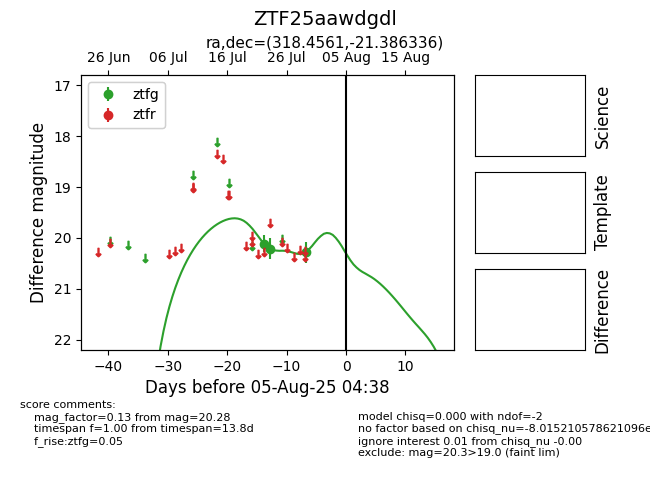 ZTF25aawdgdl
ra,dec=(318.4561,-21.386336)
26 Jun 06 Jul 16 Jul 26 Jul 05 Aug 15 Aug
ztfg
ztfr
17
18
19
20
21
22
Difference magnitude
−40 −30 −20 −10 0 10
Days before 05-Aug-25 04:38
Science
Template
Difference
score comments:
mag_factor=0.13 from mag=20.28
timespan f=1.00 from timespan=13.8d
f_rise:ztfg=0.05
model chisq=0.000 with ndof=-2
no factor based on chisq_nu=-8.015210578621096e
ignore interest 0.01 from chisq_nu -0.00
exclude: mag=20.3>19.0 (faint lim)